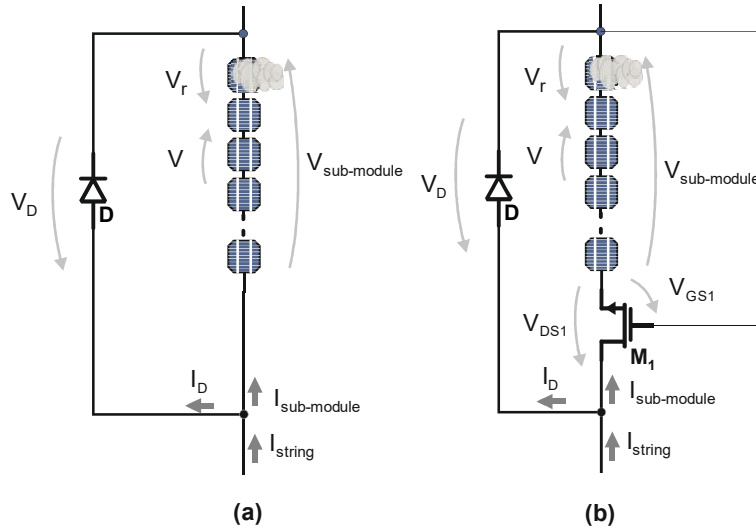 V_r
V
V_sub-module
V_D
D
I_D
I_sub-module
I_string
(a)
V_r
V
V_sub-module
V_D
D
V_GS1
V_DS1
M_1
I_D
I_sub-module
I_string
(b)